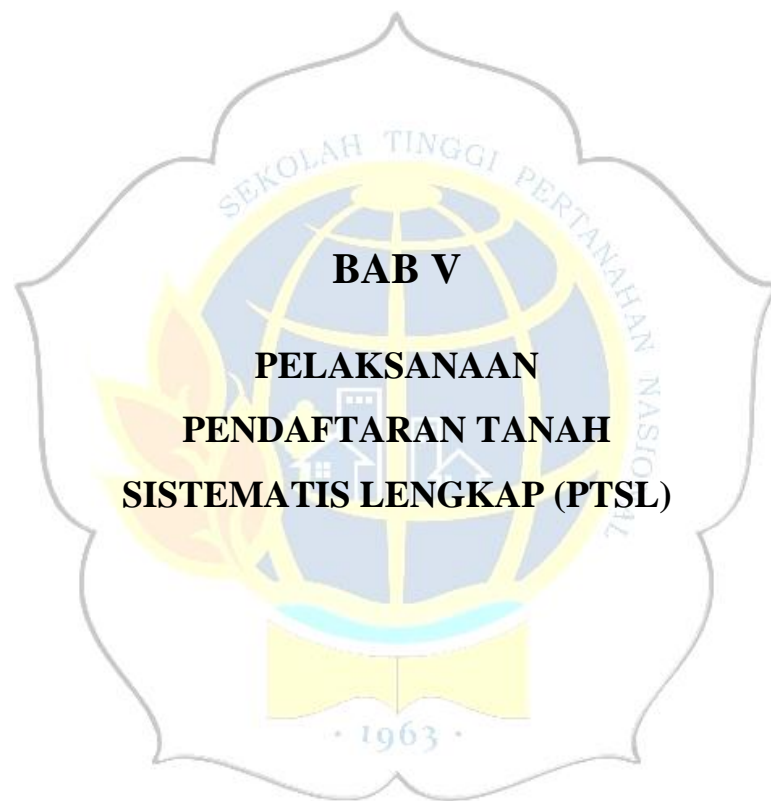 SEKOLAH TINGGI PERTANAHAN NASIONAL
BAB V
PELAKSANAAN
PENDAFTARAN TANAH
SISTEMATIS LENGKAP (PTSL)
· 1963 ·